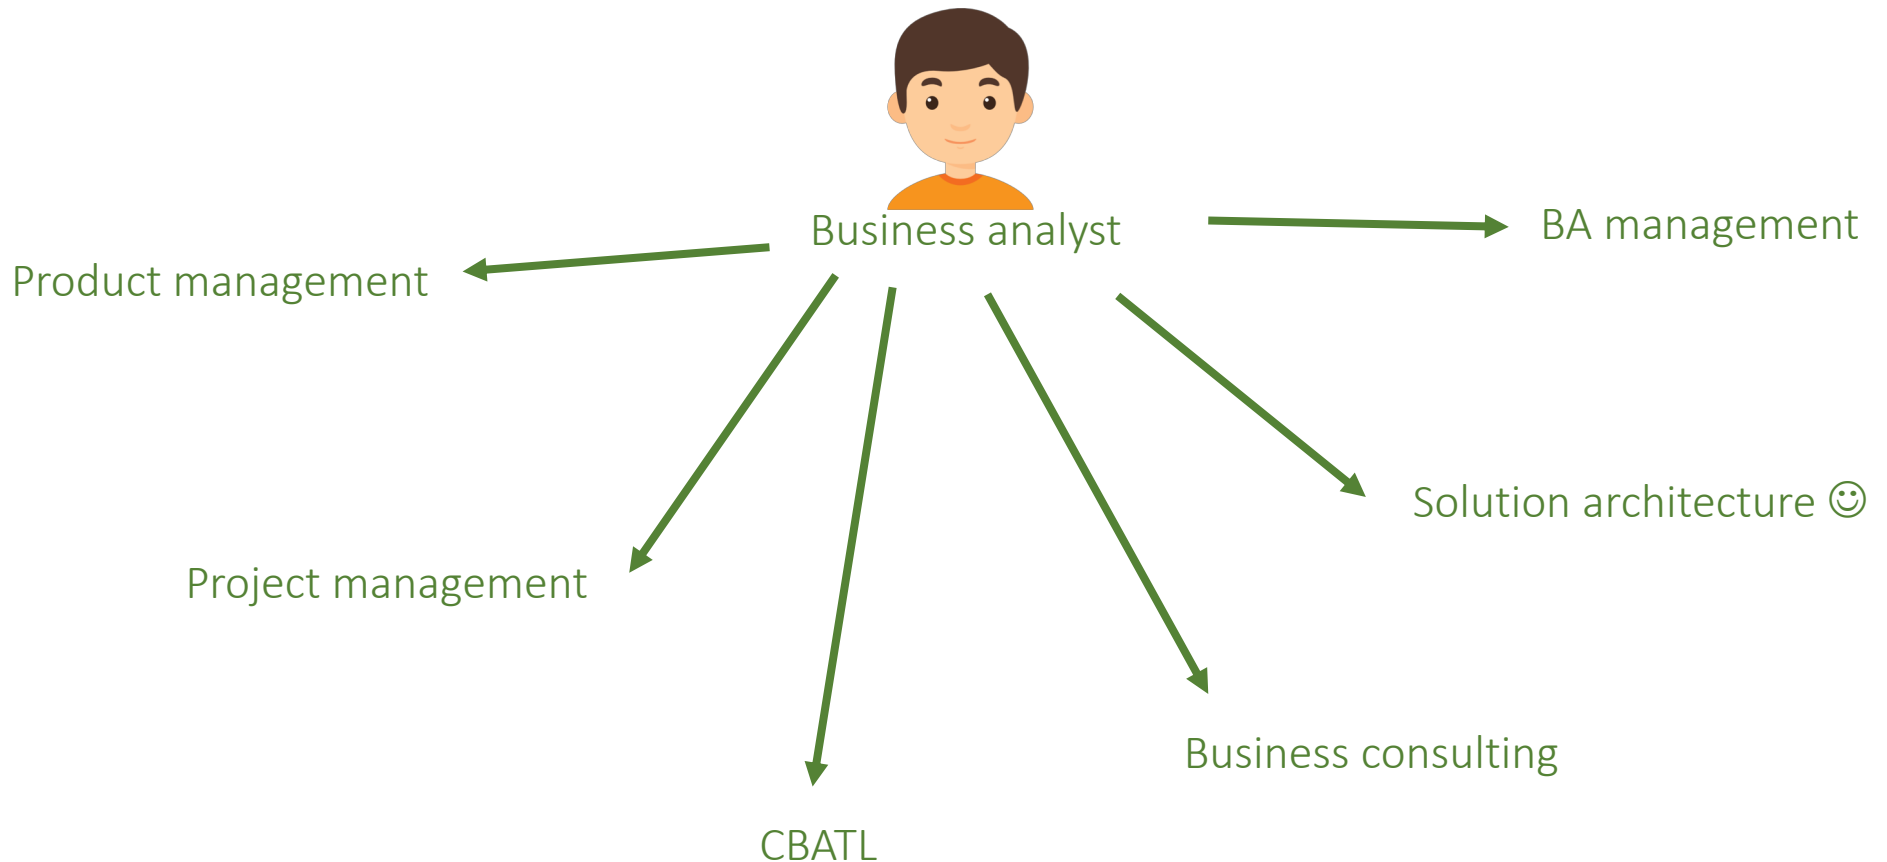 Business analyst
BA management
Product management
Solution architecture ☺
Project management
Business consulting
CBATL